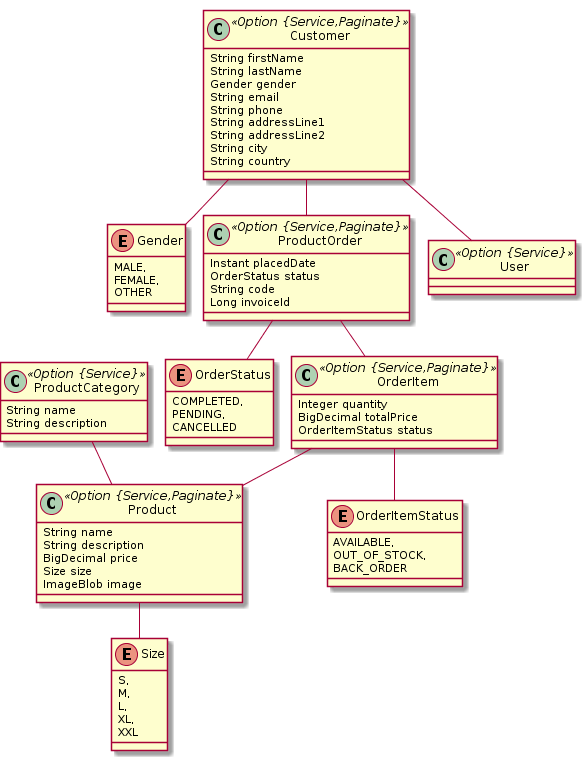 C «Option {Service,Paginate}»
Customer
String firstName
String lastName
Gender gender
String email
String phone
String addressLine1
String addressLine2
String city
String country
E Gender
MALE,
FEMALE,
OTHER
C «Option {Service,Paginate}»
ProductOrder
Instant placedDate
OrderStatus status
String code
Long invoiceId
C «Option {Service}»
User
C «Option {Service}»
ProductCategory
String name
String description
E OrderStatus
COMPLETED,
PENDING,
CANCELLED
C «Option {Service,Paginate}»
OrderItem
Integer quantity
BigDecimal totalPrice
OrderItemStatus status
C «Option {Service,Paginate}»
Product
String name
String description
BigDecimal price
Size size
ImageBlob image
E OrderItemStatus
AVAILABLE,
OUT_OF_STOCK,
BACK_ORDER
E Size
S,
M,
L,
XL,
XXL